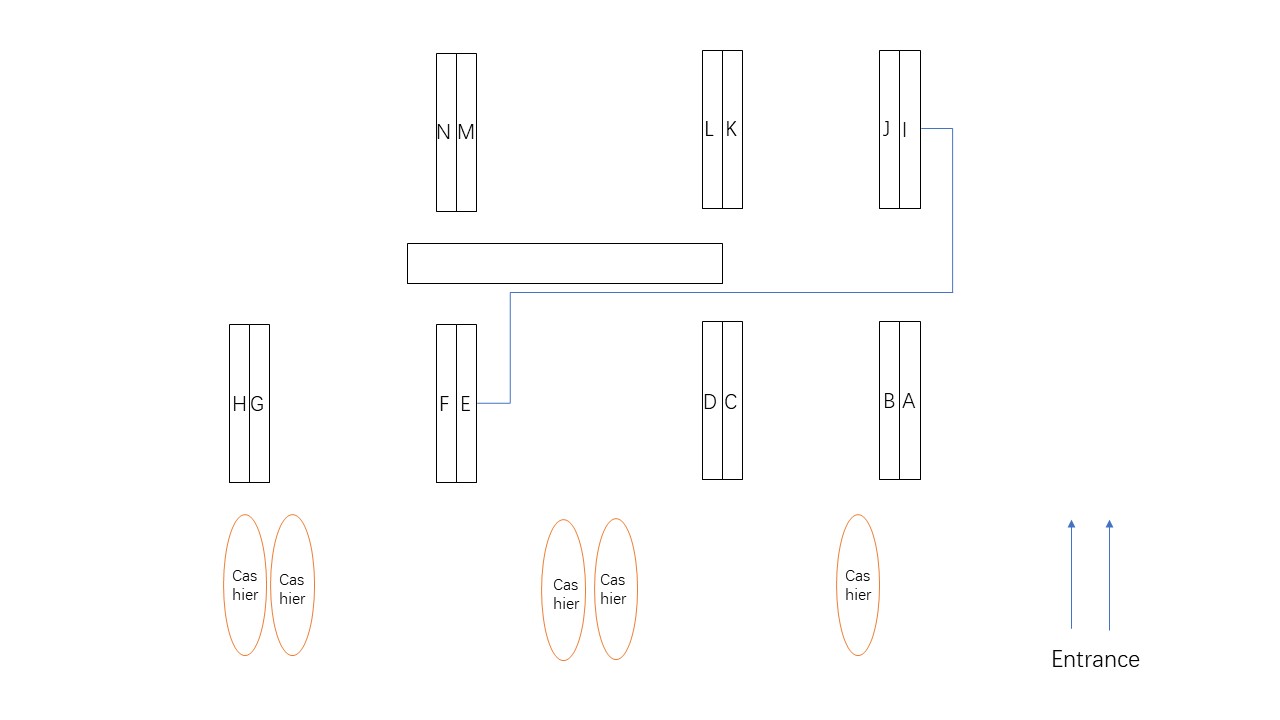 N M
L K
J I
H G
F E
D C
B A
Cas
hier
Cas
hier
Cas
hier
Cas
hier
Cas
hier
Entrance